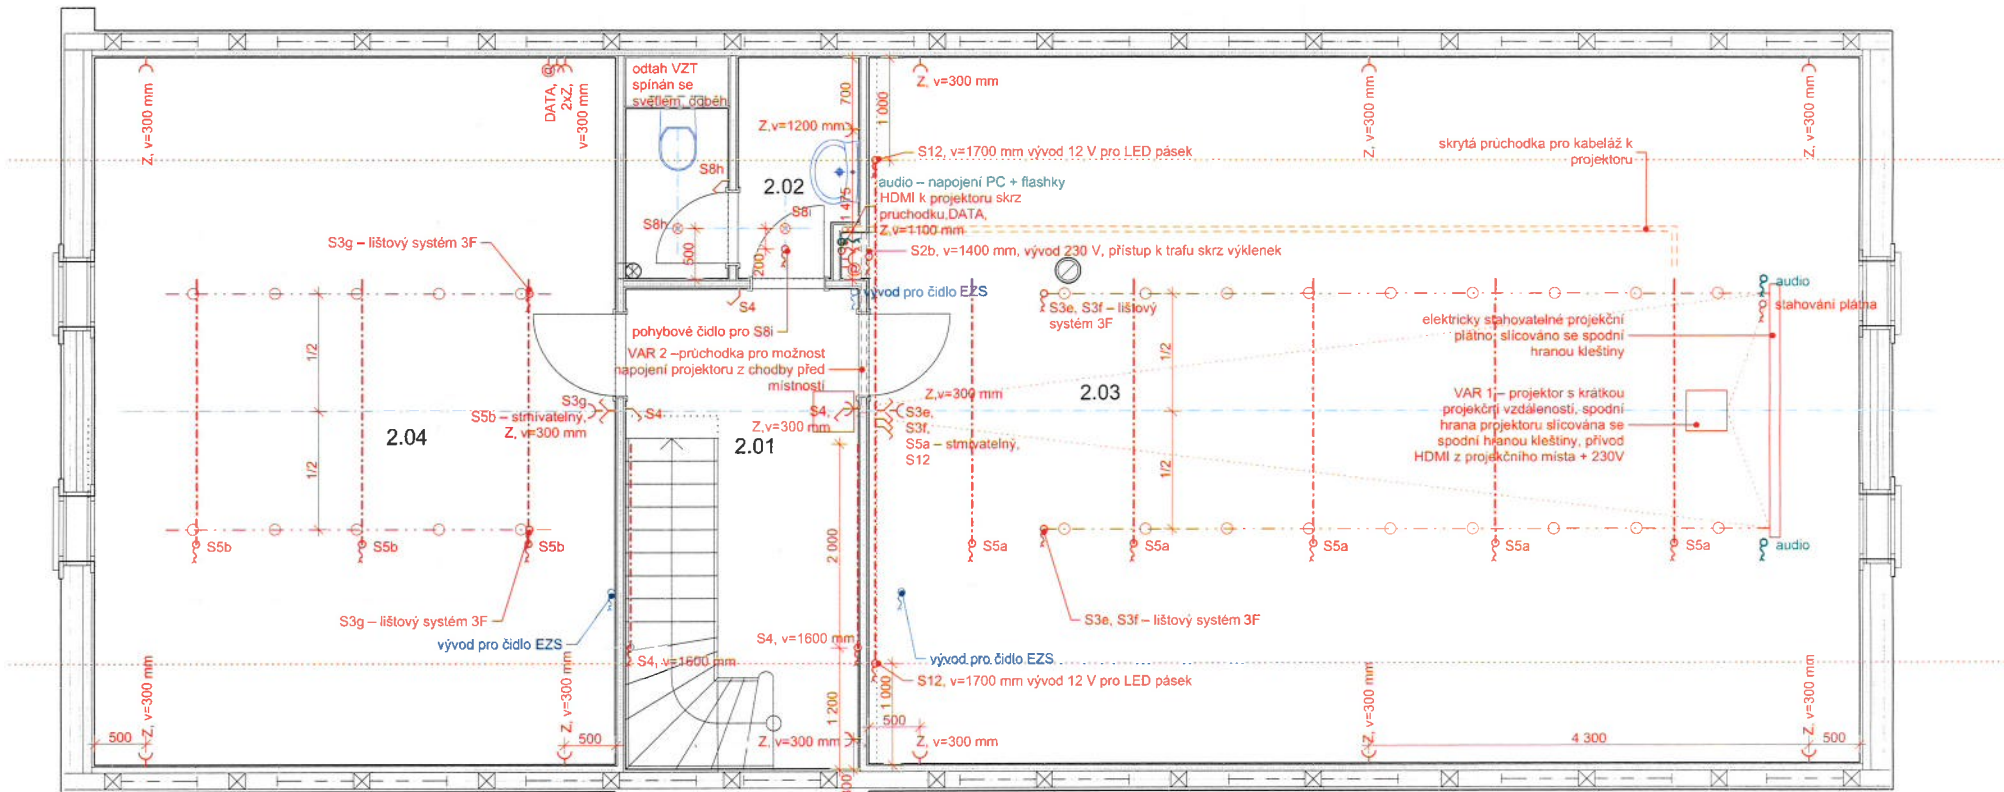 Z, v=300 mm
DATA,
2xZ,
v=300 mm
odtah VZT
spínán se
světlem, doběh
700
1 000
Z, v=300 mm
Z, v=300 mm
Z, v=300 mm
Z,v=1200 mm
S12, v=1700 mm vývod 12 V pro LED pásek
skrytá průchodka pro kabeláž k
projektoru
S8h
2.02
audio – napojení PC + flashky
HDMI k projektoru skrz
pruchodku,DATA,
Z,v=1100 mm
1 475
S8h
S8i
S3g – lištový systém 3F
500
200
S2b, v=1400 mm, vývod 230 V, přístup k trafu skrz výklenek
vývod pro čidlo EZS
audio
S4
S3e, S3f – lištový
systém 3F
stahování plátna
elektricky stahovatelné projekční
plátno, slícováno se spodní
hranou kleštiny
pohybové čidlo pro S8i
VAR 2 –průchodka pro možnost
napojení projektoru z chodby před
místností
1/2
1/2
Z,v=300 mm
2.03
VAR 1 – projektor s krátkou
projekční vzdáleností, spodní
hrana projektoru slícována se
spodní hranou kleštiny, přívod
HDMI z projekčního místa + 230V
S3g
S5b – stmívatelný,
Z, v=300 mm
S4
S4,
Z,v=300 mm
S3e,
S3f,
S5a – stmívatelný,
S12
2.04
2.01
1/2
1/2
S5b
S5b
S5b
2 000
S5a
S5a
S5a
S5a
S5a
audio
S3g – lištový systém 3F
S3e, S3f – lištový systém 3F
vývod pro čidlo EZS
S4, v=1600 mm
S4, v=1600 mm
vývod pro čidlo EZS
S12, v=1700 mm vývod 12 V pro LED pásek
Z, v=300 mm
Z, v=300 mm
1 200
1 000
Z, v=300 mm
Z, v=300 mm
500
500
500
Z, v=300 mm
Z, v=300 mm
4 300
500